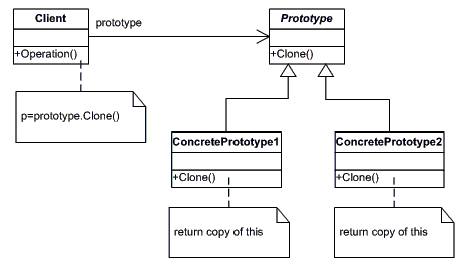 Client
prototype
Prototype
+Operation()
+Clone()
p=prototype.Clone()
ConcretePrototype1
ConcretePrototype2
+Clone()
+Clone()
return copy of this
return copy of this